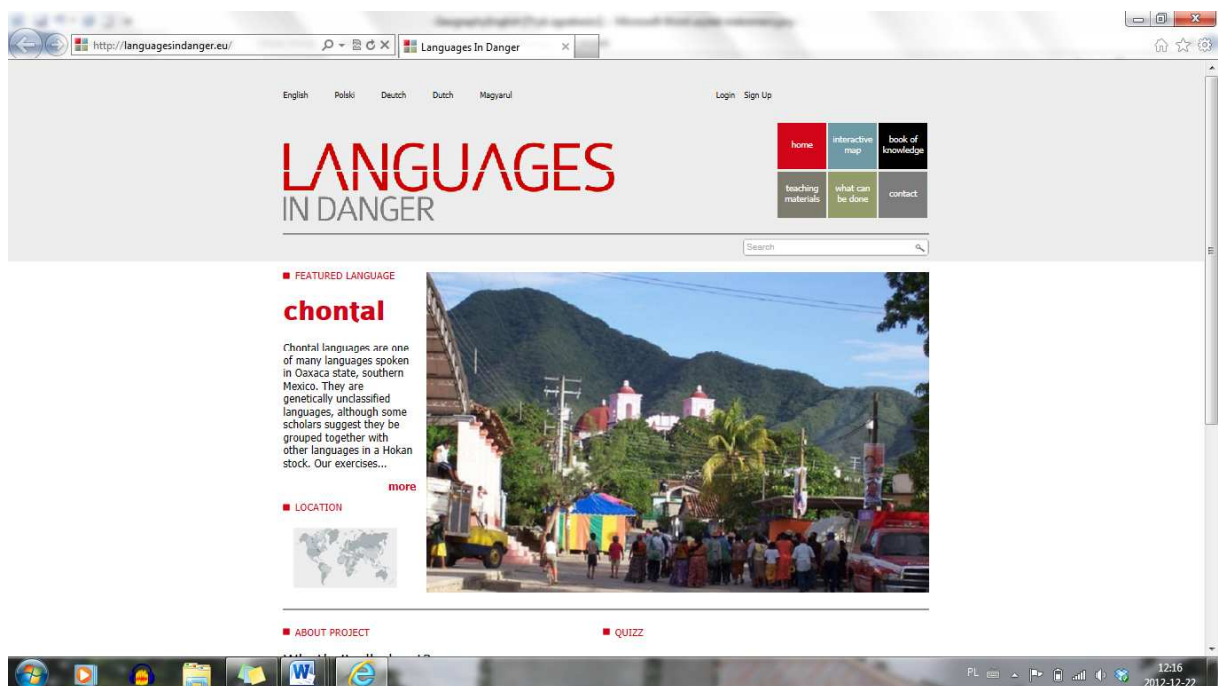 http://languagesindanger.eu/
Languages In Danger
English Polski Deutch Dutch Magyarul
Login Sign Up
LANGUAGES
IN DANGER
home
interactive map
book of knowledge
teaching materials
what can be done
contact
Search
FEATURED LANGUAGE
chontal
Chontal languages are one
of many languages spoken
in Oaxaca state, southern
Mexico. They are
genetically unclassified
languages, although some
scholars suggest they be
grouped together with
other languages in a Hokan
stock. Our exercises...
more
LOCATION
ABOUT PROJECT
QUIZZ
PL
12:16
2012-12-22